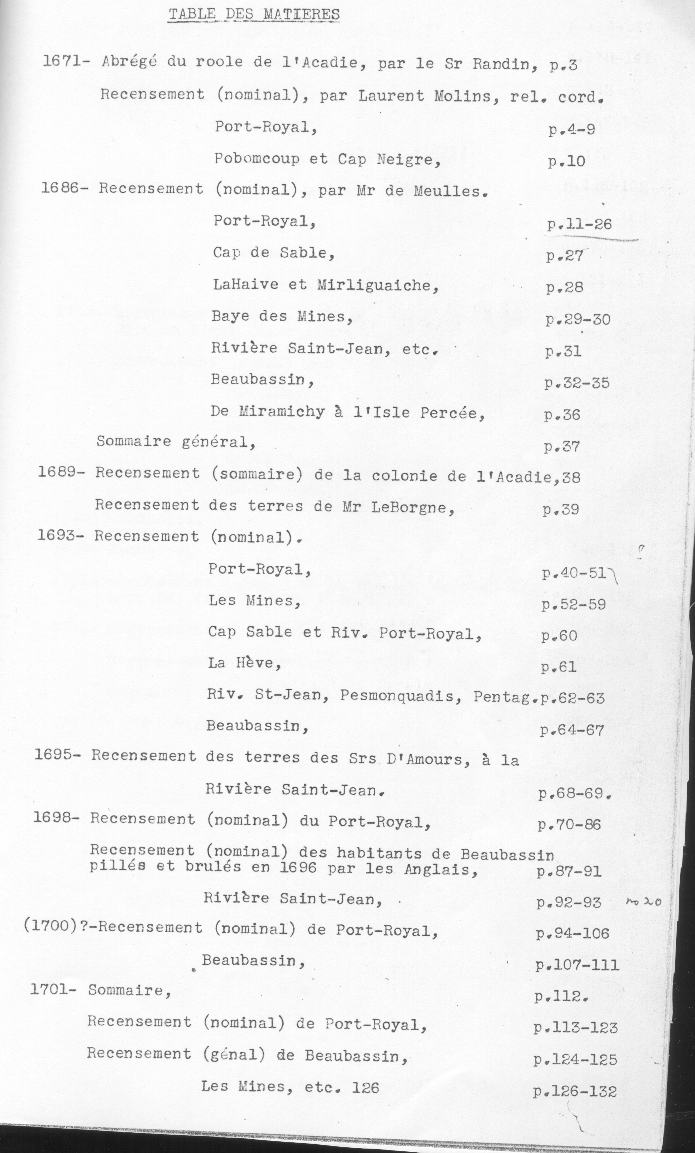 TABLE DES MATIERES
1671- Abrégé du roole de l'Acadie, par le Sr Randin, p.3
Recensement (nominal), par Laurent Molins, rel. cord.
Port-Royal, p.4-9
Pobomcoup et Cap Neigre, p.10
1686- Recensement (nominal), par Mr de Meulles.
Port-Royal, p.11-26
Cap de Sable, p.27
LaHaive et Mirliguaiche, p.28
Baye des Mines, p.29-30
Rivière Saint-Jean, etc. p.31
Beaubassin, p.32-35
De Miramichy à l'Isle Percée, p.36
Sommaire général, p.37
1689- Recensement (sommaire) de la colonie de l'Acadie,38
Recensement des terres de Mr LeBorgne, p.39
1693- Recensement (nominal).
Port-Royal, p.40-51
Les Mines, p.52-59
Cap Sable et Riv. Port-Royal, p.60
La Hève, p.61
Riv. St-Jean, Pesmonquadis, Pentag.p.62-63
Beaubassin, p.64-67
1695- Recensement des terres des Srs D'Amours, à la
Rivière Saint-Jean. p.68-69.
1698- Recensement (nominal) du Port-Royal, p.70-86
Recensement (nominal) des habitants de Beaubassin
pillés et brulés en 1696 par les Anglais, p.87-91
Rivière Saint-Jean, p.92-93
(1700)?-Recensement (nominal) de Port-Royal, p.94-106
Beaubassin, p.107-111
1701- Sommaire, p.112.
Recensement (nominal) de Port-Royal, p.113-123
Recensement (génal) de Beaubassin, p.124-125
Les Mines, etc. 126 p.126-132